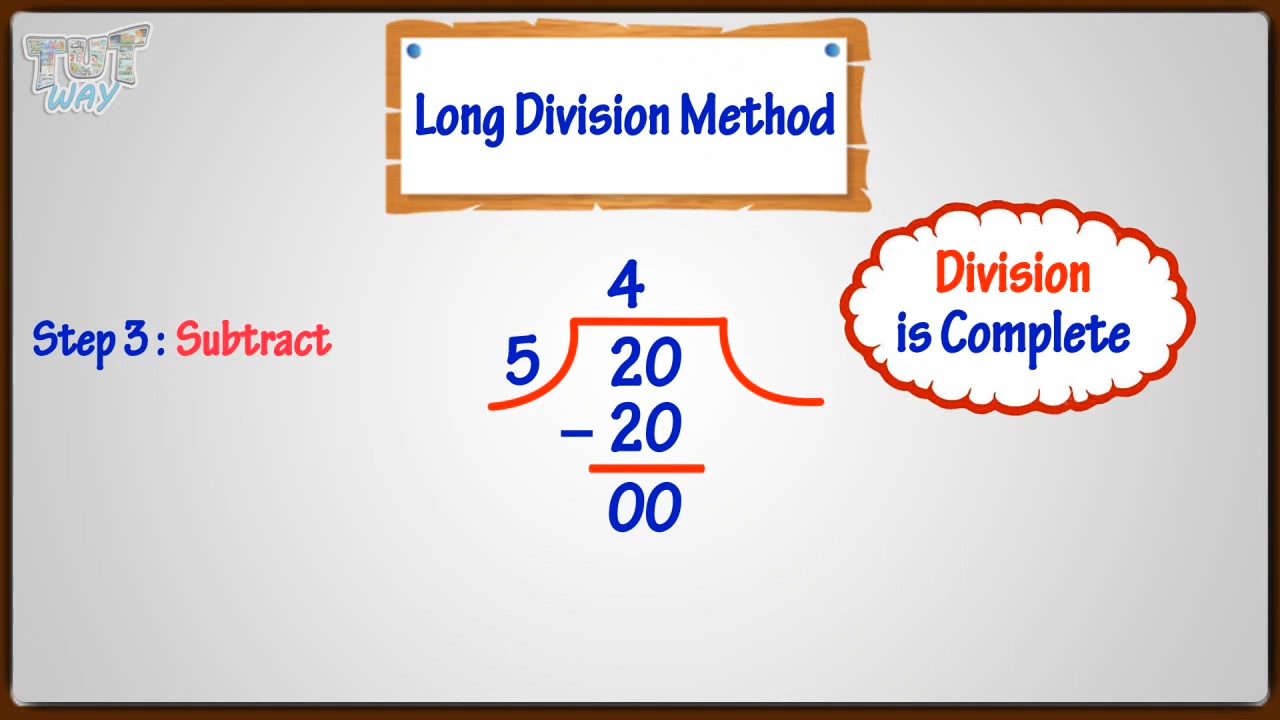 TUT
WAY
Long Division Method
Division
is Complete
Step 3 : Subtract
4
5 20
– 20
00